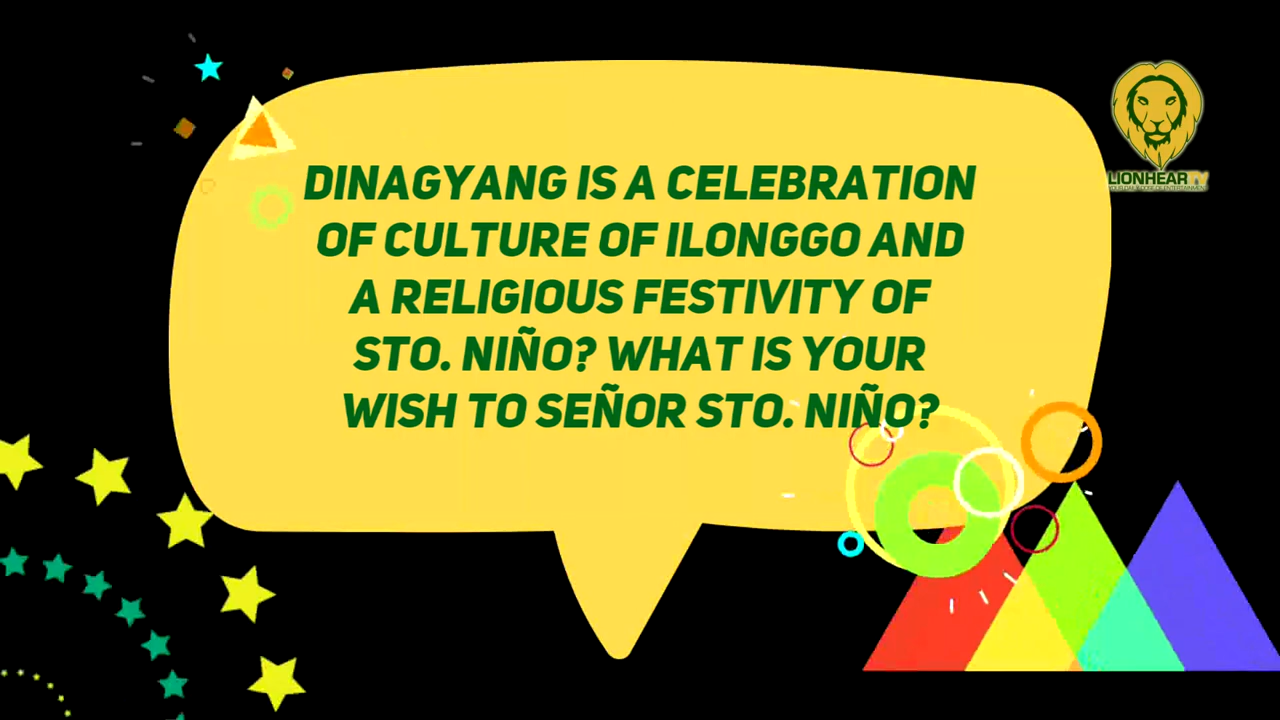 DINAGYANG IS A CELEBRATION
OF CULTURE OF ILONGGO AND
A RELIGIOUS FESTIVITY OF
STO. NIÑO? WHAT IS YOUR
WISH TO SEÑOR STO. NIÑO?
LIONHEARTV